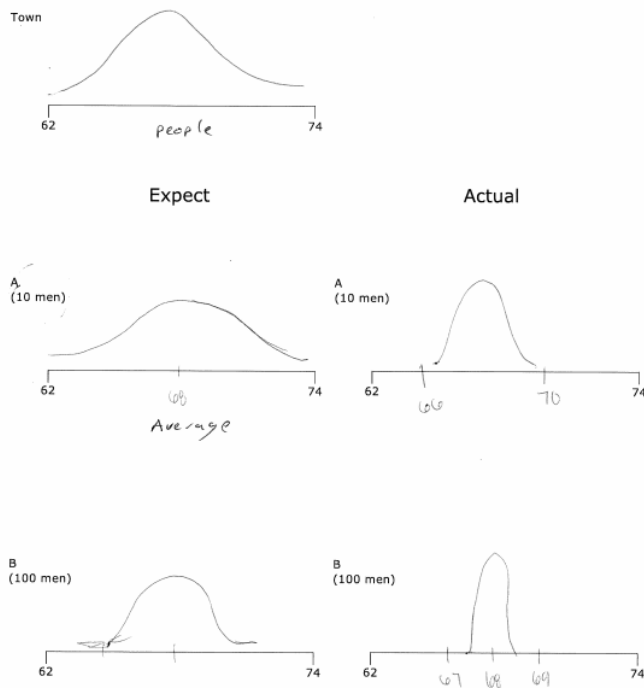 Town
62 74
people
Expect Actual
A
(10 men)
62 74
68
Average
A
(10 men)
62 74
66 70
B
(100 men)
62 74
B
(100 men)
62 74
67 68 69